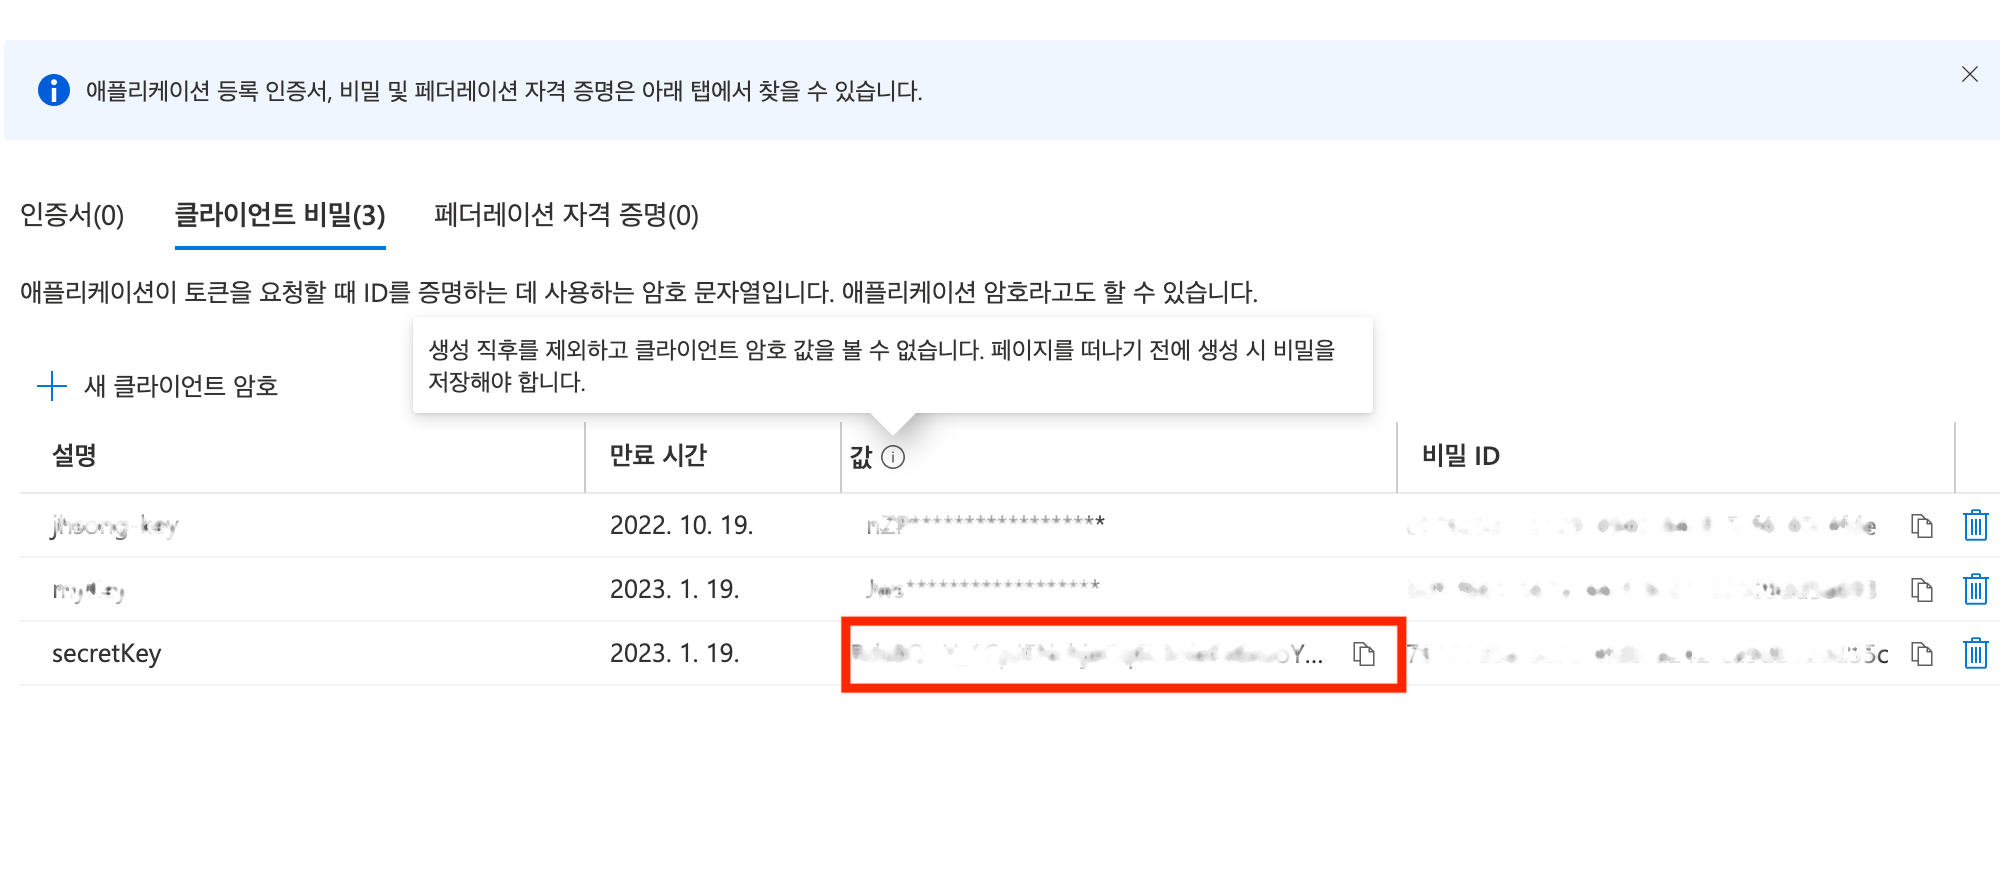 애플리케이션 등록 인증서, 비밀 및 페더레이션 자격 증명은 아래 탭에서 찾을 수 있습니다.
인증서(0) 클라이언트 비밀(3) 페더레이션 자격 증명(0)
애플리케이션이 토큰을 요청할 때 ID를 증명하는 데 사용하는 암호 문자열입니다. 애플리케이션 암호라고도 할 수 있습니다.
생성 직후를 제외하고 클라이언트 암호 값을 볼 수 없습니다. 페이지를 떠나기 전에 생성 시 비밀을
저장해야 합니다.
새 클라이언트 암호
설명 만료 시간 값 비밀 ID
2022. 10. 19.
2023. 1. 19.
secretKey 2023. 1. 19.